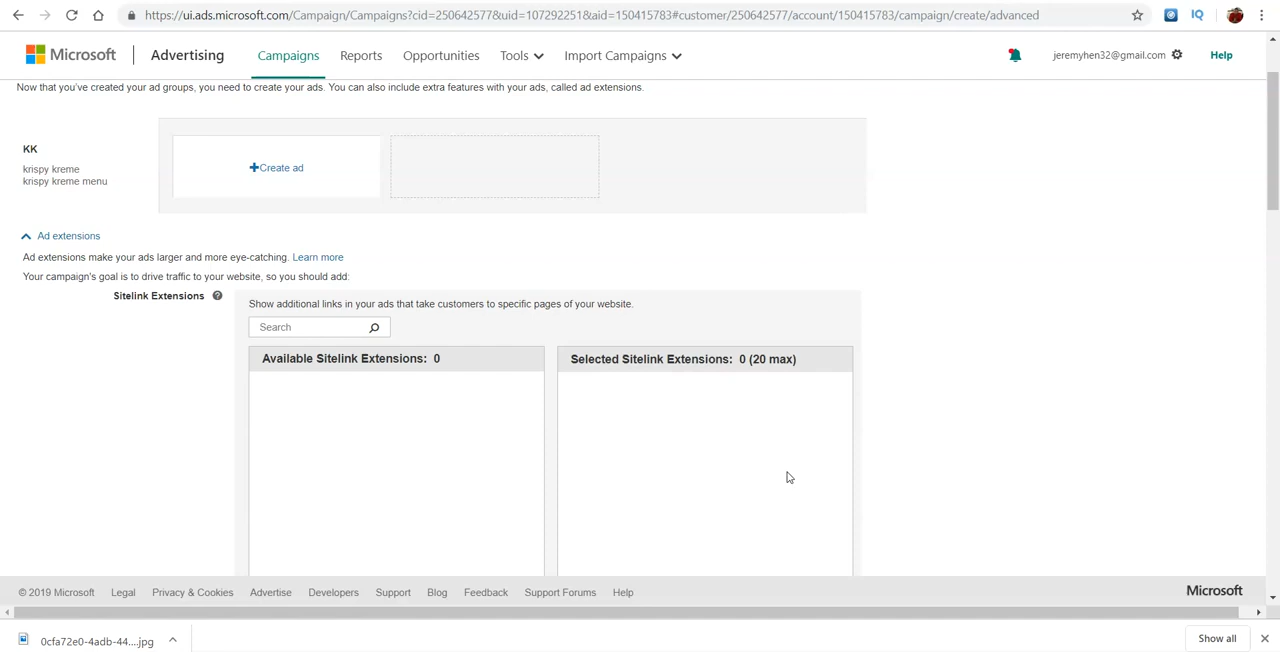 https://ui.ads.microsoft.com/Campaign/Campaigns?cid=250642577&uid=107292251&aid=150415783#customer/250642577/account/150415783/campaign/create/advanced
IQ
Microsoft Advertising Campaigns Reports Opportunities Tools Import Campaigns jeremyhen32@gmail.com Help
Now that you've created your ad groups, you need to create your ads. You can also include extra features with your ads, called ad extensions.
KK
krispy kreme
krispy kreme menu
+Create ad
Ad extensions
Ad extensions make your ads larger and more eye-catching. Learn more
Your campaign's goal is to drive traffic to your website, so you should add:
Sitelink Extensions ?
Show additional links in your ads that take customers to specific pages of your website.
Search
Available Sitelink Extensions: 0
Selected Sitelink Extensions: 0 (20 max)
© 2019 Microsoft Legal Privacy & Cookies Advertise Developers Support Blog Feedback Support Forums Help Microsoft
0cfa72e0-4adb-44....jpg
Show all